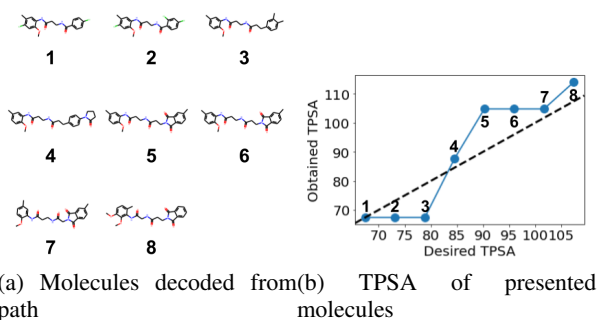 1 2 3
4 5 6
7 8
Obtained TPSA
110
100
90
80
70
1 2 3 4 5 6 7 8
70 75 80 85 90 95 100 105
Desired TPSA
(a) Molecules decoded from
path
(b) TPSA of presented
molecules